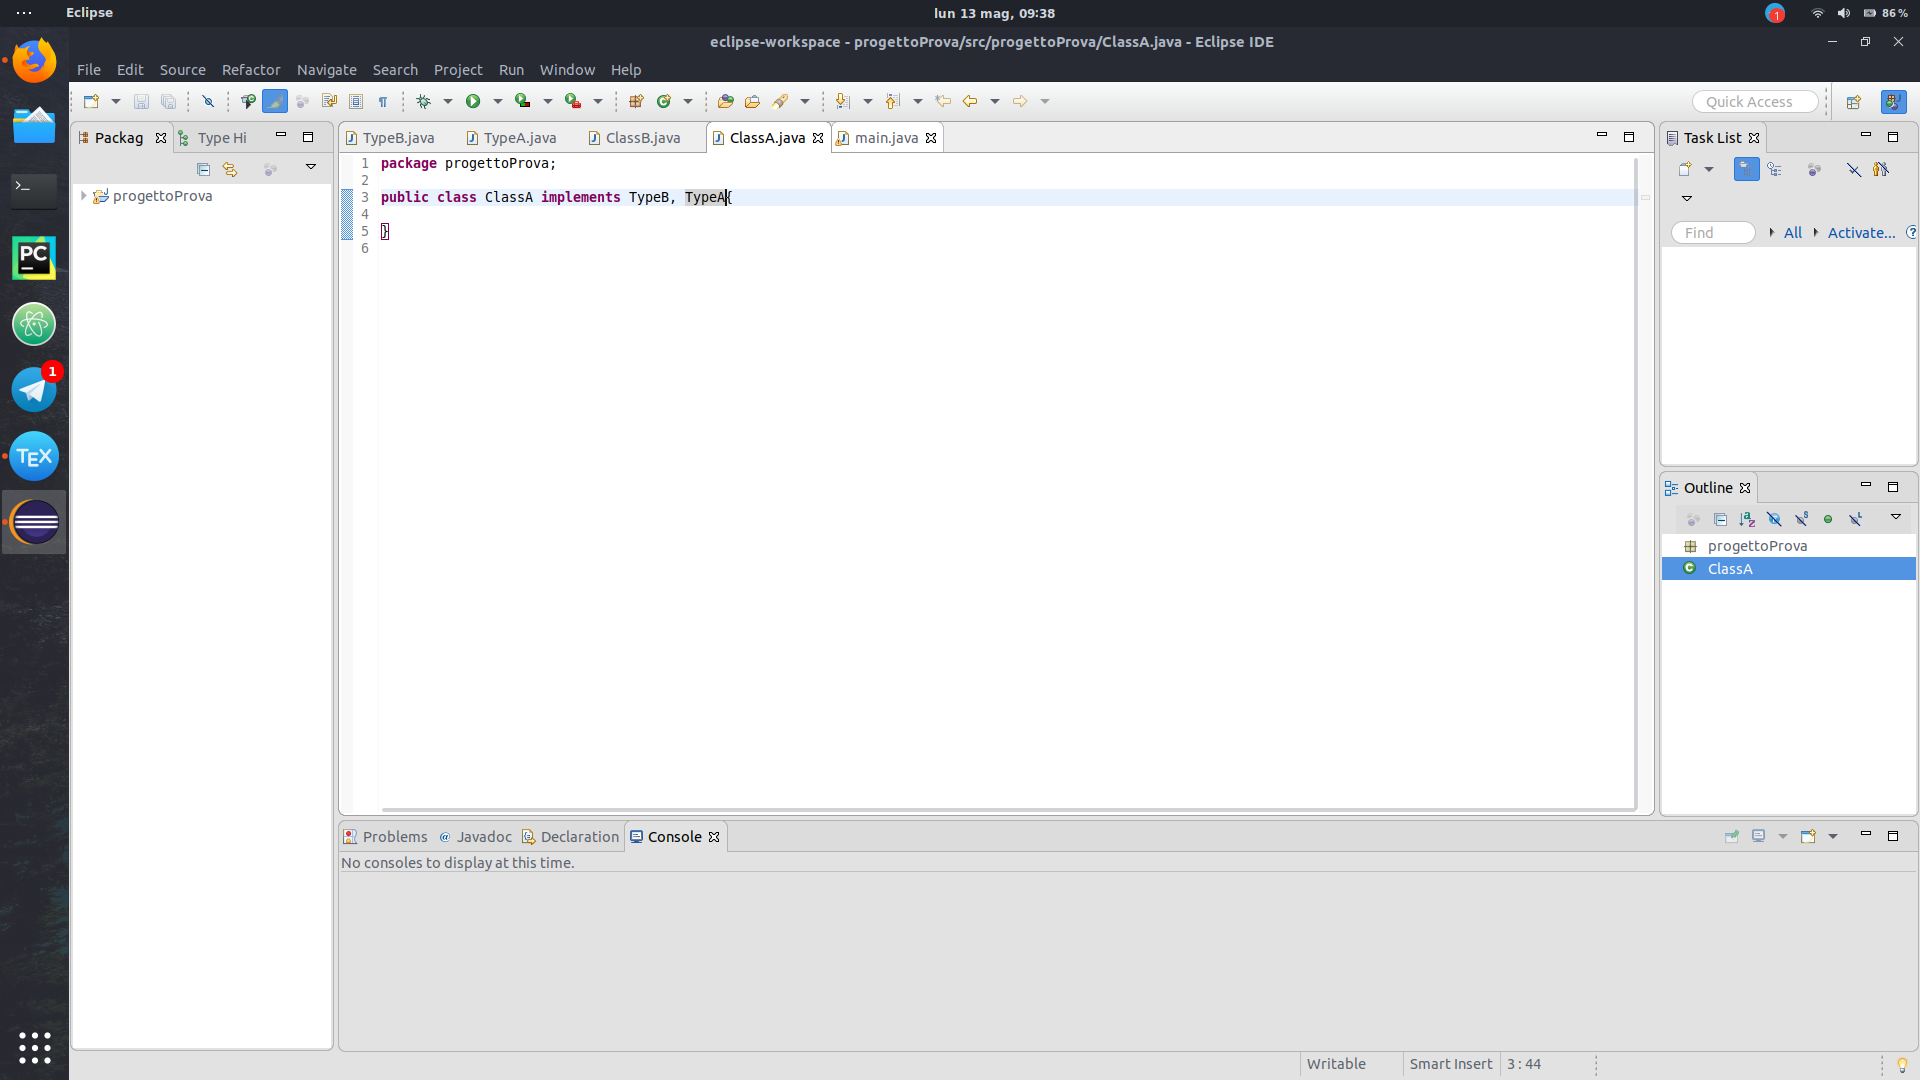 Eclipse
lun 13 mag, 09:38
1
86 %
eclipse-workspace - progettoProva/src/progettoProva/ClassA.java - Eclipse IDE
File Edit Source Refactor Navigate Search Project Run Window Help
Quick Access
Packag
Type Hi
progettoProva
TypeB.java
TypeA.java
ClassB.java
ClassA.java
main.java
1 package progettoProva;
2
3 public class ClassA implements TypeB, TypeA{
4
5 }
6
Task List
Find
All
Activate...
Outline
progettoProva
ClassA
Problems
Javadoc
Declaration
Console
No consoles to display at this time.
Writable
Smart Insert
3 : 44
PC
1
TEX